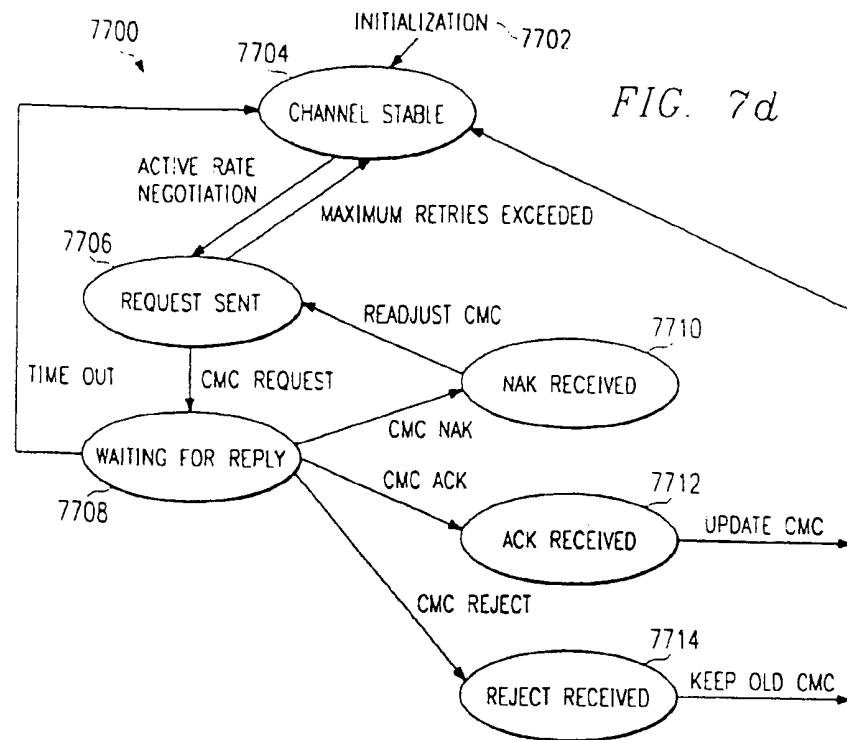 7700
INITIALIZATION
7702
7704
CHANNEL STABLE
FIG. 7d
ACTIVE RATE
NEGOTIATION
MAXIMUM RETRIES EXCEEDED
7706
REQUEST SENT
READJUST CMC
7710
NAK RECEIVED
TIME OUT
CMC REQUEST
CMC NAK
WAITING FOR REPLY
7708
CMC ACK
7712
ACK RECEIVED
UPDATE CMC
CMC REJECT
7714
REJECT RECEIVED
KEEP OLD CMC